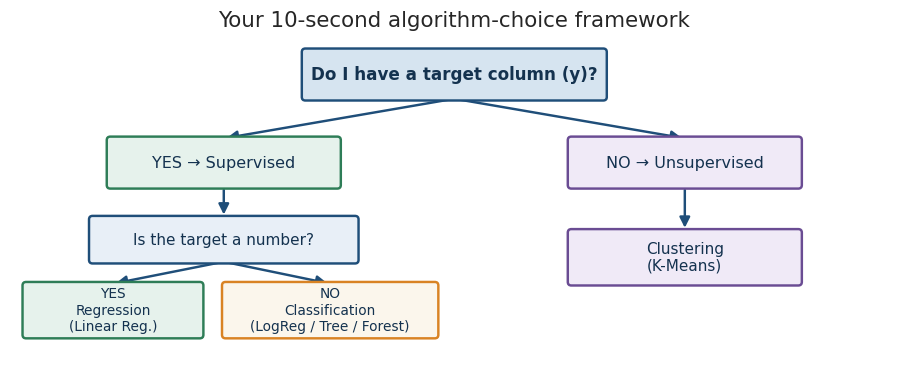 Your 10-second algorithm-choice framework
Do I have a target column (y)?
YES → Supervised
NO → Unsupervised
Is the target a number?
Clustering
(K-Means)
YES
Regression
(Linear Reg.)
NO
Classification
(LogReg / Tree / Forest)